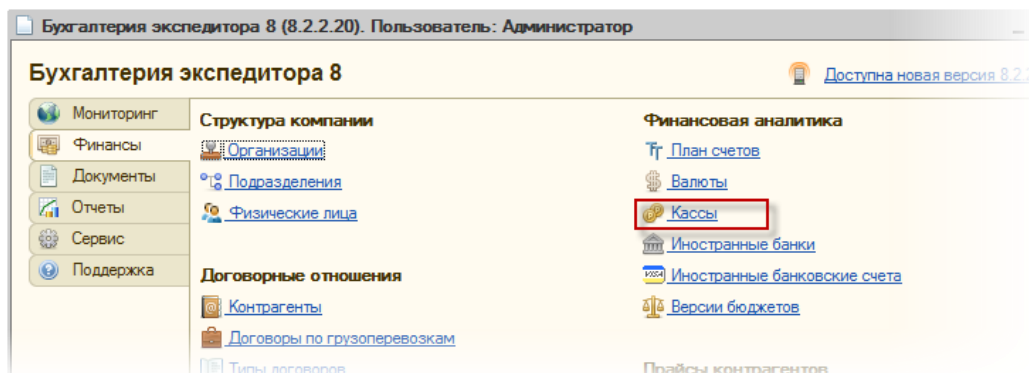 Бухгалтерия экспедитора 8 (8.2.2.20). Пользователь: Администратор
Бухгалтерия экспедитора 8
Доступна новая версия 8.2.
Мониторинг
Финансы
Документы
Отчеты
Сервис
Поддержка
Структура компании
Организации
Подразделения
Физические лица
Договорные отношения
Контрагенты
Договоры по грузоперевозкам
Типы договоров
Финансовая аналитика
План счетов
Валюты
Кассы
Иностранные банки
Иностранные банковские счета
Версии бюджетов
Прайсы контрагентов